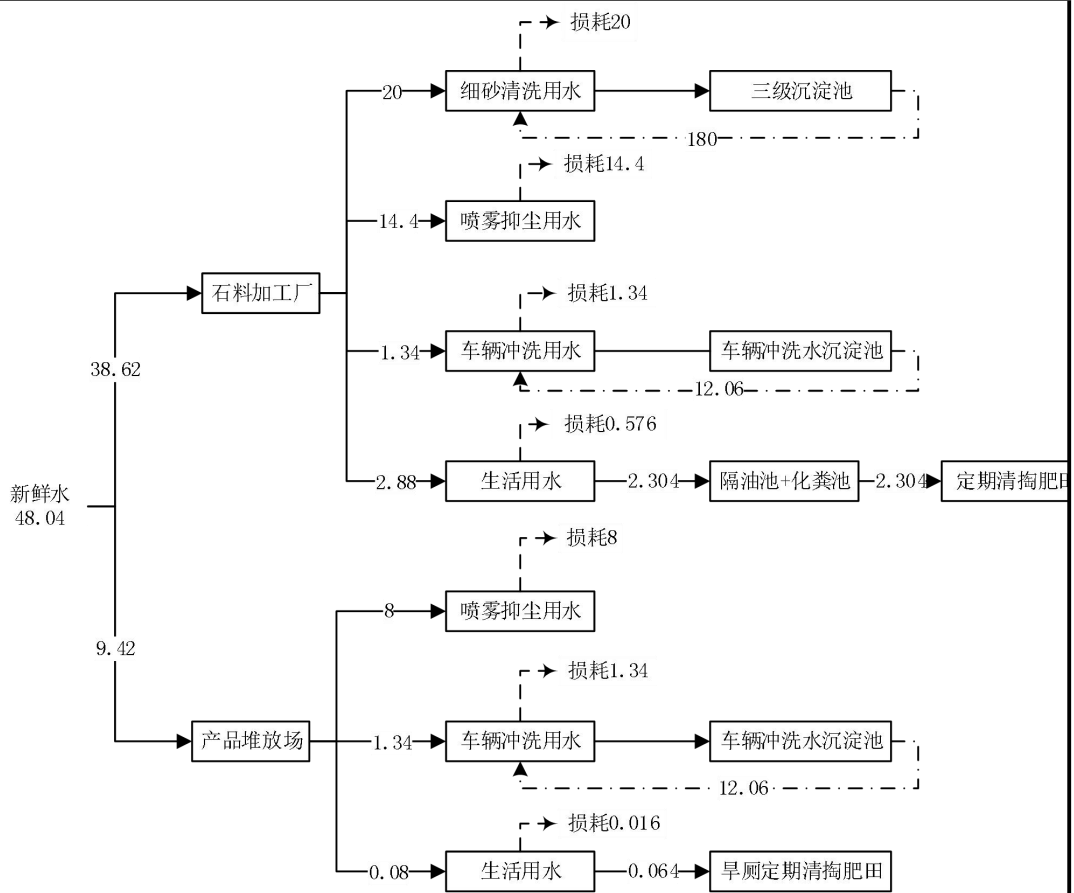 损耗20
20
细砂清洗用水
三级沉淀池
180
损耗14.4
14.4
喷雾抑尘用水
石料加工厂
损耗1.34
38.62
1.34
车辆冲洗用水
车辆冲洗水沉淀池
12.06
损耗0.576
2.88
生活用水
2.304
隔油池+化粪池
2.304
定期清掏肥田
新鲜水
48.04
损耗8
8
喷雾抑尘用水
9.42
损耗1.34
产品堆放场
1.34
车辆冲洗用水
车辆冲洗水沉淀池
12.06
损耗0.016
0.08
生活用水
0.064
旱厕定期清掏肥田